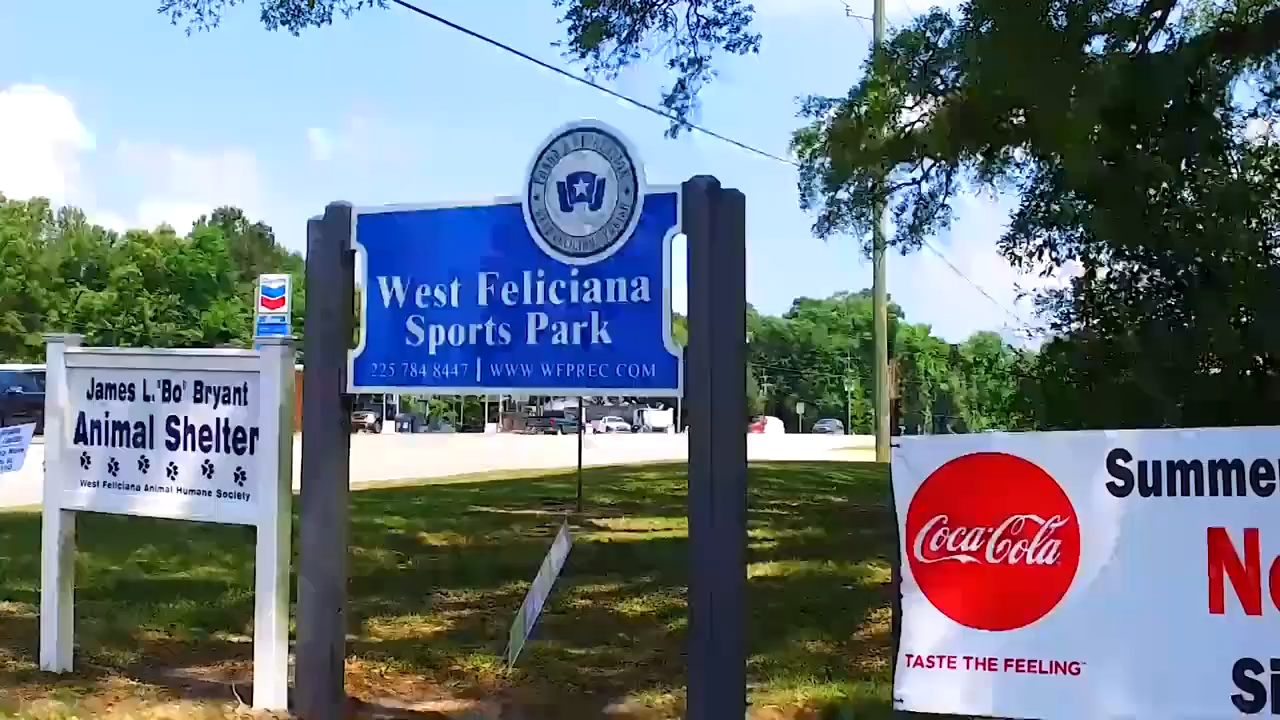 James L. 'Bo' Bryant
Animal Shelter
West Feliciana Animal Humane Society
West Feliciana
Sports Park
225 784 8447 | WWW WFPREC COM
Coca-Cola
TASTE THE FEELING
Summer